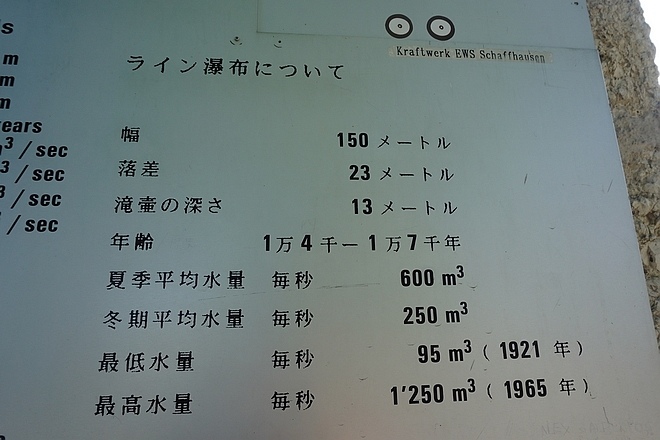 s
Kraftwerk EWS Schaffhausen
ライン瀑布について
m
m
m
years
m³/sec
³/sec
³/sec
³/sec
幅 150 メートル
落差 23 メートル
滝壷の深さ 13 メートル
年齢 1万4千ー1万7千年
夏季平均水量 毎秒 600 m³
冬期平均水量 毎秒 250 m³
最低水量 毎秒 95 m³ (1921 年)
最高水量 毎秒 1'250 m³ (1965 年)